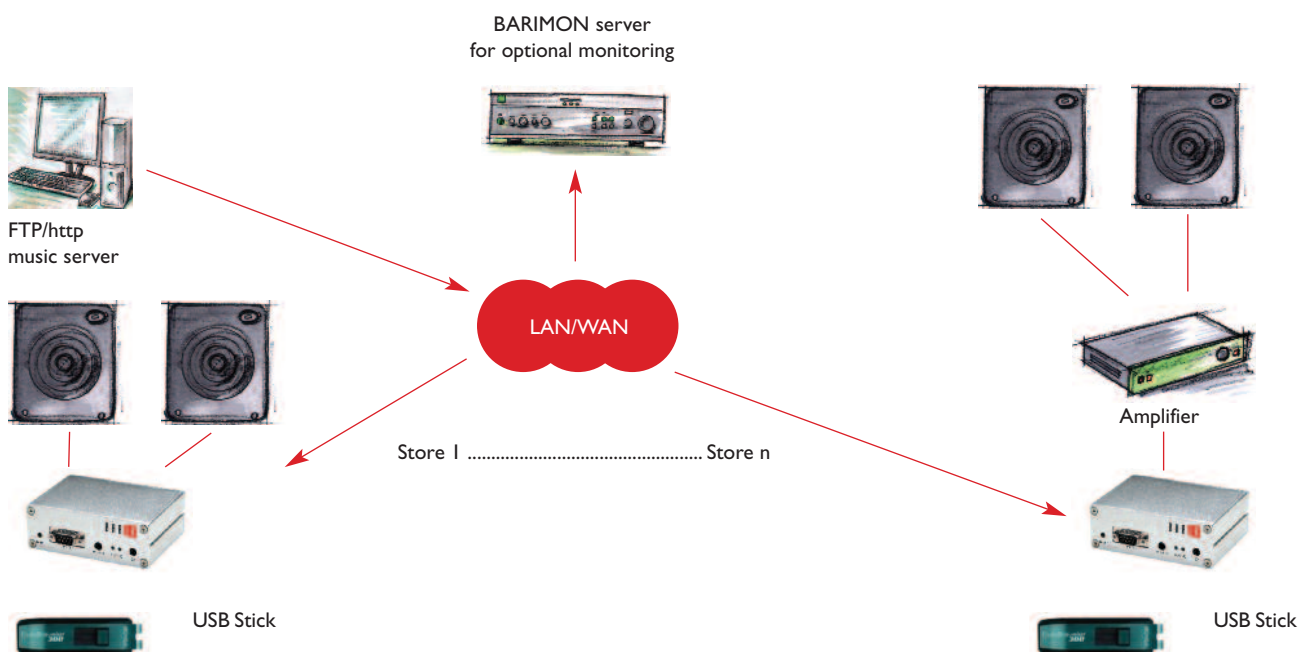 BARIMON server
for optional monitoring
FTP/http
music server
LAN/WAN
Amplifier
Store 1 .................................................. Store n
USB Stick
USB Stick